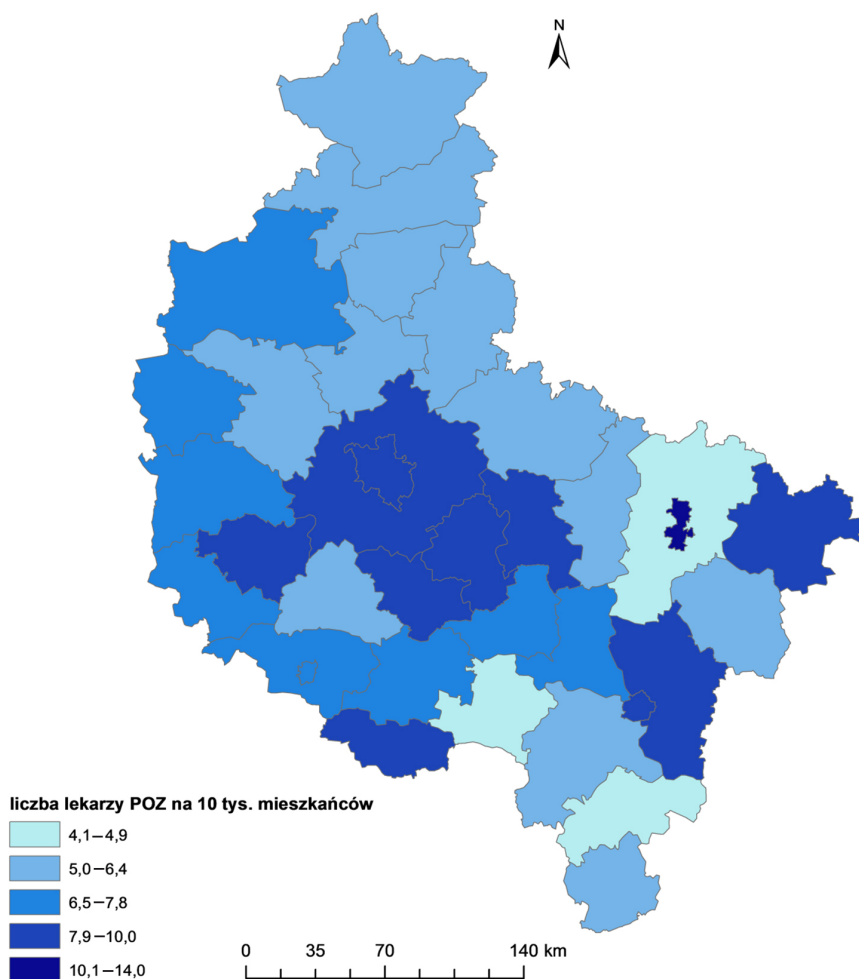 N
liczba lekarzy POZ na 10 tys. mieszkańców
4,1–4,9
5,0–6,4
6,5–7,8
7,9–10,0
10,1–14,0
0 35 70 140 km